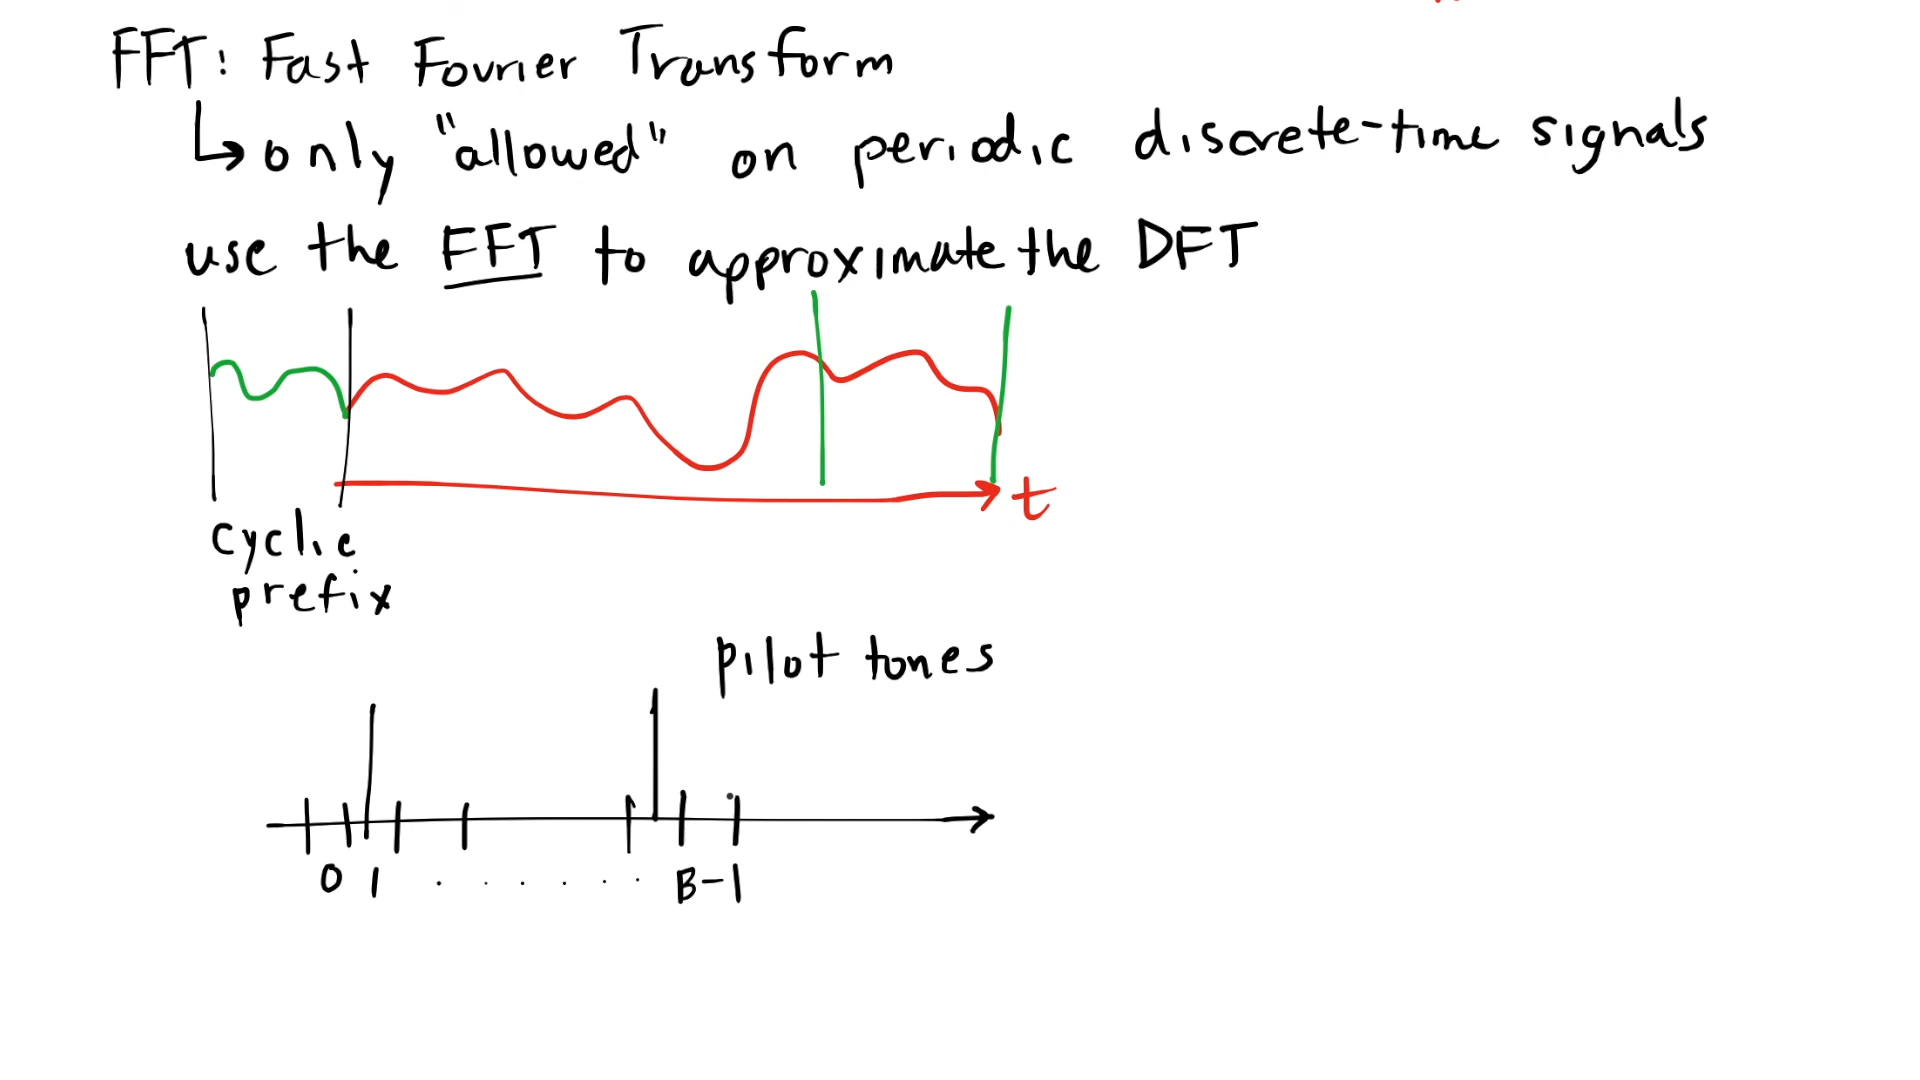 FFT: Fast Fourier Transform
↳ only "allowed" on periodic discrete-time signals
use the FFT to approximate the DFT
t
cyclic
prefix
pilot tones
0 1 . . . . . . B-1